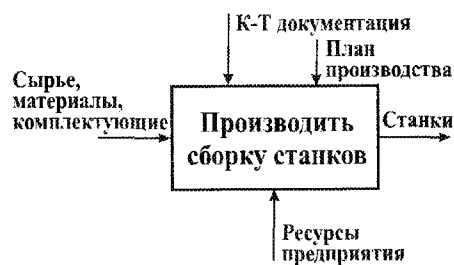 К-Т документация
План
производства
Сырье,
материалы,
комплектующие
Производить
сборку станков
Станки
Ресурсы
предприятия